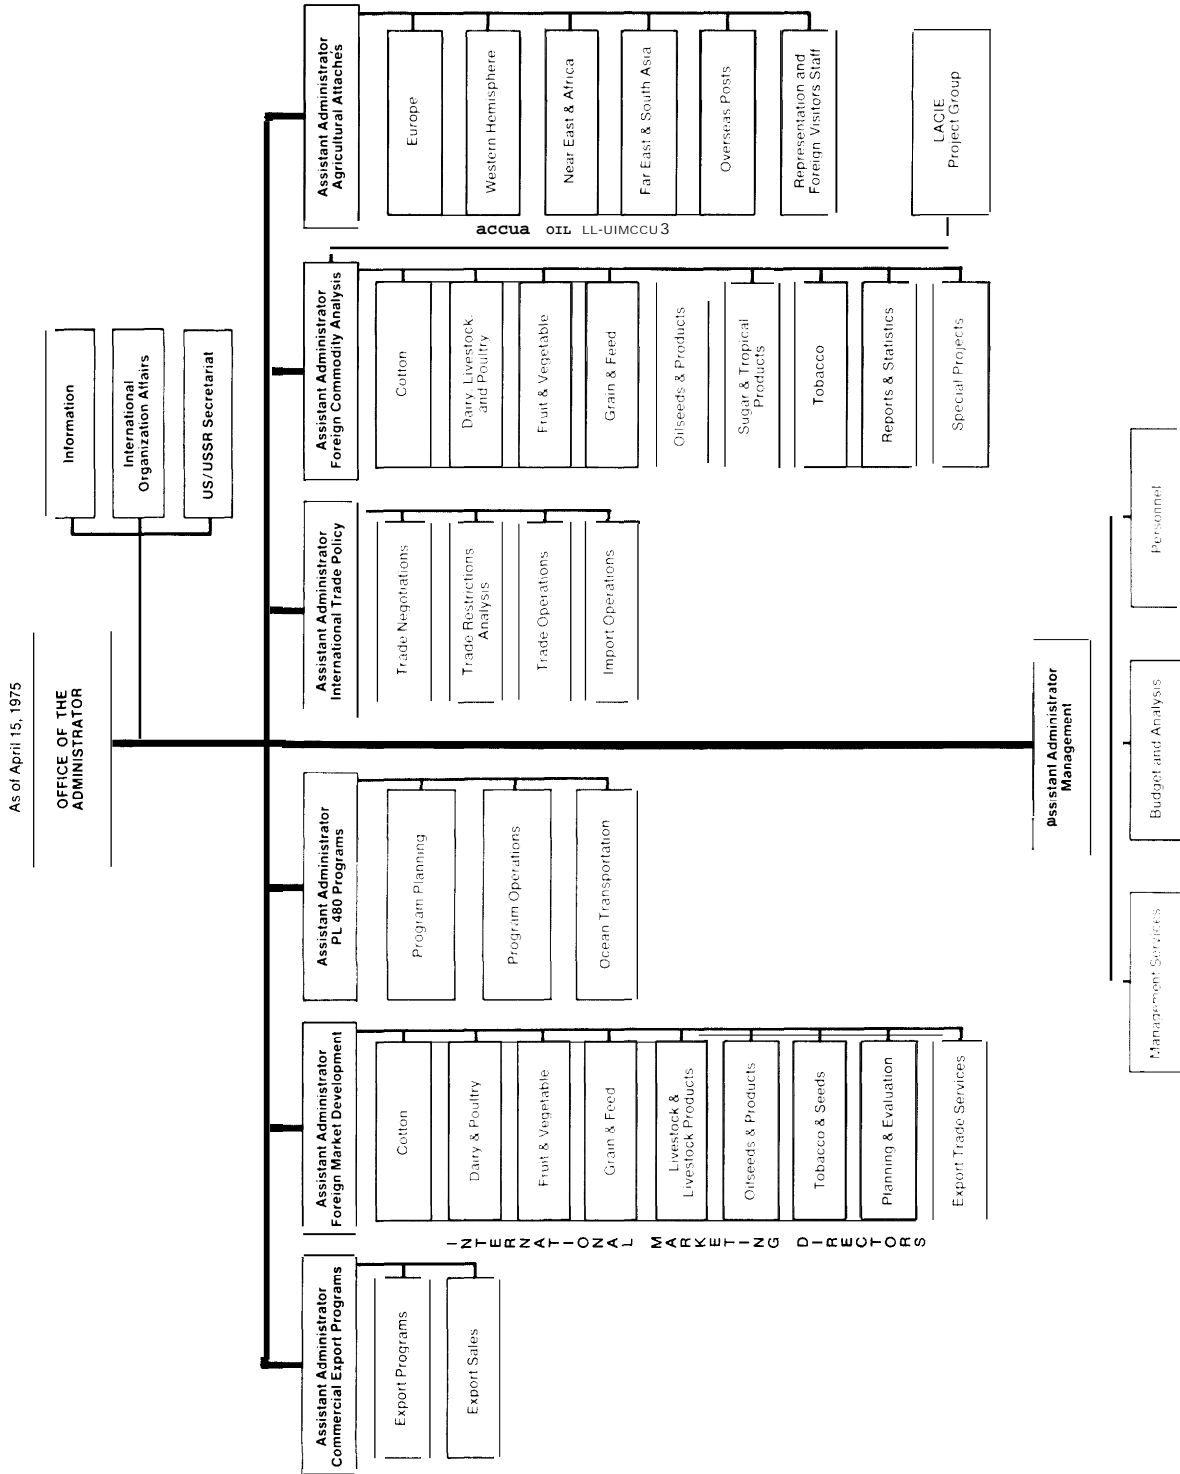 As of April 15, 1975
OFFICE OF THE
ADMINISTRATOR
Information
International
Organization Affairs
US/USSR Secretariat
Assistant Administrator
Commercial Export Programs
Export Programs
Export Sales
Assistant Administrator
Foreign Market Development
Cotton
Dairy & Poultry
Fruit & Vegetable
Grain & Feed
Livestock &
Livestock Products
Oilseeds & Products
Tobacco & Seeds
Planning & Evaluation
Export Trade Services
INTERNATIONAL MARKETING DIRECTORS
Assistant Administrator
PL 480 Programs
Program Planning
Program Operations
Ocean Transportation
Assistant Administrator
International Trade Policy
Trade Negotiations
Trade Restrictions
Analysis
Trade Operations
Import Operations
Assistant Administrator
Foreign Commodity Analysis
Cotton
Dairy, Livestock,
and Poultry
Fruit & Vegetable
Grain & Feed
Oilseeds & Products
Sugar & Tropical
Products
Tobacco
Reports & Statistics
Special Projects
accua OIL LL-UIMCCU3
Assistant Administrator
Agricultural Attachés
Europe
Western Hemisphere
Near East & Africa
Far East & South Asia
Overseas Posts
Representation and
Foreign Visitors Staff
LACIE
Project Group
Assistant Administrator
Management
Management Services
Budget and Analysis
Personnel